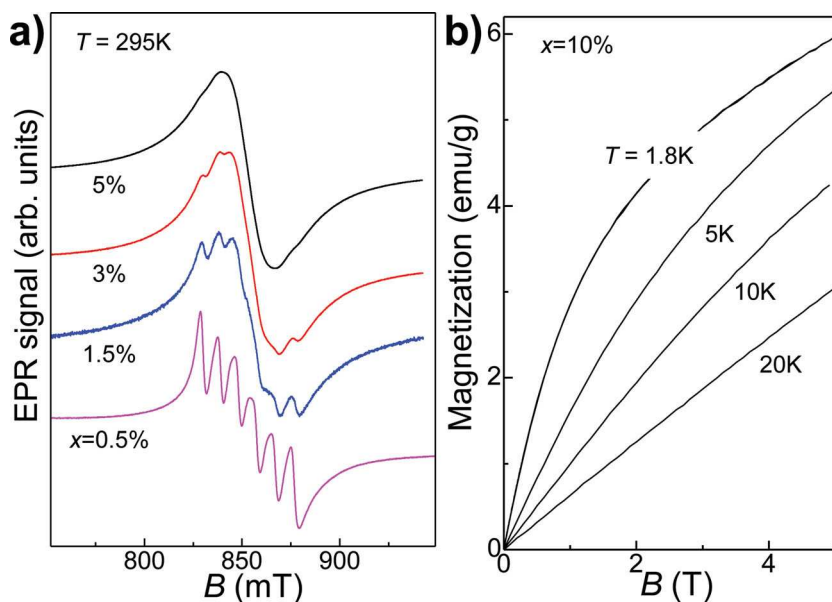 a)
T = 295K
EPR signal (arb. units)
5%
3%
1.5%
x=0.5%
800
850
900
B (mT)
b)
x=10%
Magnetization (emu/g)
6
4
2
0
T = 1.8K
5K
10K
20K
0
2
4
B (T)